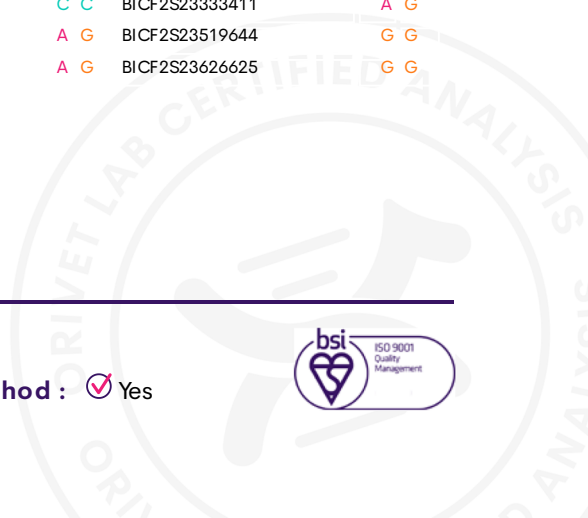 C C BICF2S23333411 A G
A G BICF2S23519644 G G
A G BICF2S23626625 G G
ORIVET LAB CERTIFIED ANALYSIS
bsi
ISO 9001
Quality
Management
hod : Yes